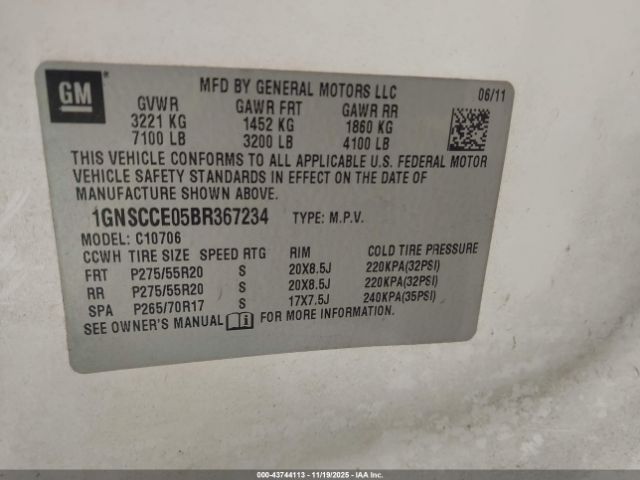 GM
MFD BY GENERAL MOTORS LLC
06/11
GVWR GAWR FRT GAWR RR
3221 KG 1452 KG 1860 KG
7100 LB 3200 LB 4100 LB
THIS VEHICLE CONFORMS TO ALL APPLICABLE U.S. FEDERAL MOTOR
VEHICLE SAFETY STANDARDS IN EFFECT ON THE DATE OF
MANUFACTURE SHOWN ABOVE.
1GNSCCE05BR367234 TYPE: M.P.V.
MODEL: C10706
CCWH TIRE SIZE SPEED RTG RIM COLD TIRE PRESSURE
FRT P275/55R20 S 20X8.5J 220KPA(32PSI)
RR P275/55R20 S 20X8.5J 220KPA(32PSI)
SPA P265/70R17 S 17X7.5J 240KPA(35PSI)
SEE OWNER'S MANUAL FOR MORE INFORMATION.
000-43744113 - 11/19/2025 - IAA, Inc.